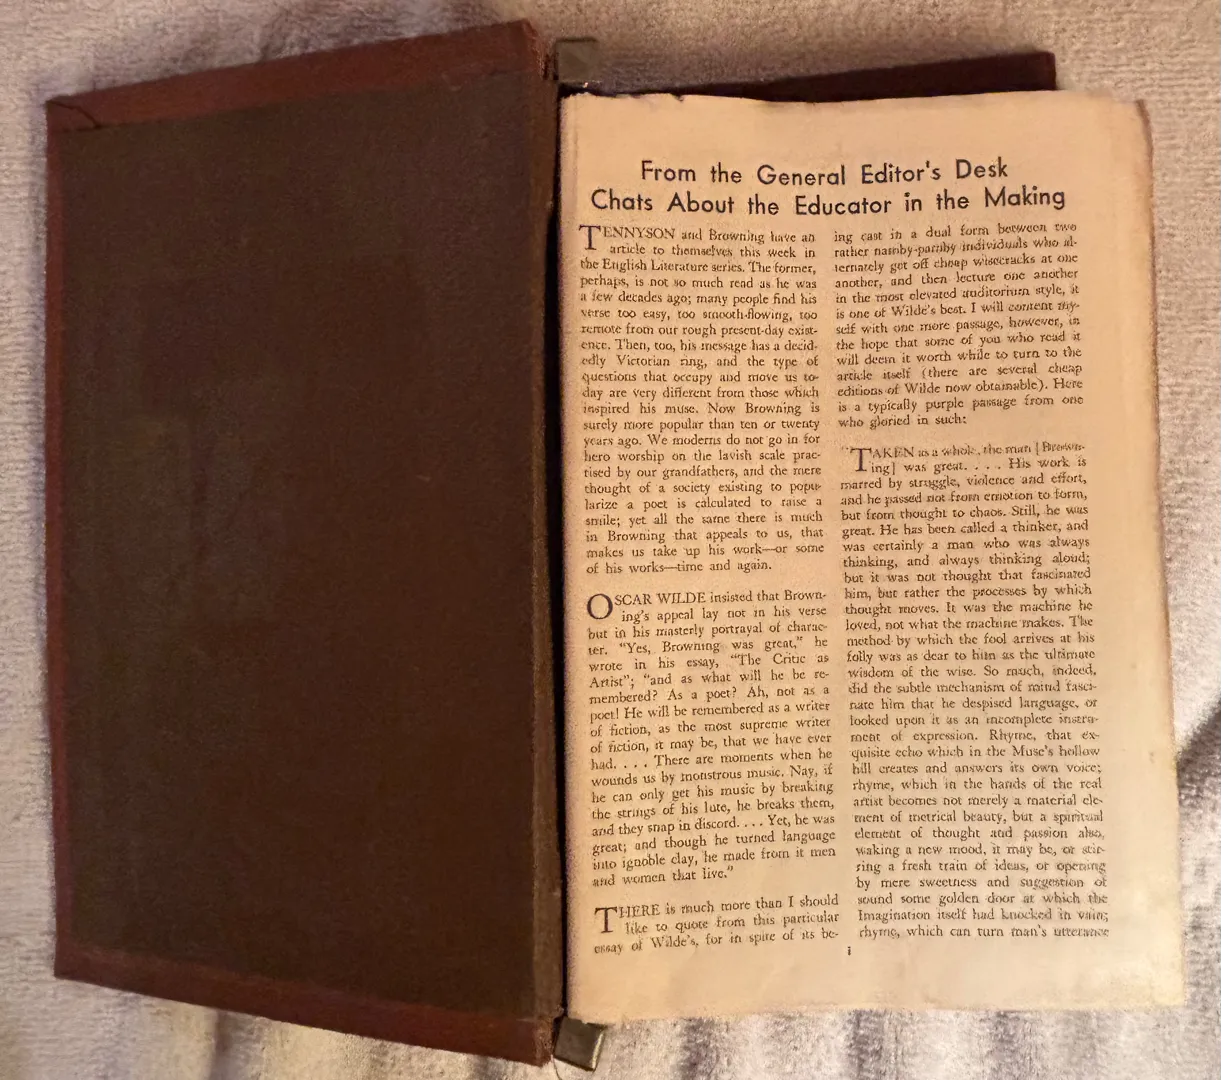 From the General Editor's Desk
Chats About the Educator in the Making
TENNYSON and Browning have an
article to themselves this week in
the English Literature series. The former,
perhaps, is not so much read as he was
a few decades ago; many people find his
verse too easy, too smooth-flowing, too
remote from our rough present-day exist-
ence. Then, too, his message has a decid-
edly Victorian ring, and the type of
questions that occupy and move us to-
day are very different from those which
inspired his muse. Now Browning is
surely more popular than ten or twenty
years ago. We moderns do not go in for
hero worship on the lavish scale prac-
tised by our grandfathers, and the mere
thought of a society existing to popu-
larize a poet is calculated to raise a
smile; yet all the same there is much
in Browning that appeals to us, that
makes us take up his work—or some
of his works—time and again.
OSCAR WILDE insisted that Brown-
ing's appeal lay not in his verse
but in his masterly portrayal of charac-
ter. "Yes, Browning was great," he
wrote in his essay, "The Critic as
Artist"; "and as what will he be re-
membered? As a poet? Ah, not as a
poet! He will be remembered as a writer
of fiction, as the most supreme writer
of fiction, it may be, that we have ever
had. . . . There are moments when he
wounds us by monstrous music. Nay, if
he can only get his music by breaking
the strings of his lute, he breaks them,
and they snap in discord. . . . Yet, he was
great; and though he turned language
into ignoble clay, he made from it men
and women that live."
THERE is much more than I should
like to quote from this particular
essay of Wilde's, for in spite of its be-
ing cast in a dual form between two
rather namby-pamby individuals who al-
ternately get off cheap wisecracks at one
another, and then lecture one another
in the most elevated auditorium style, it
is one of Wilde's best. I will content my-
self with one more passage, however, in
the hope that some of you who read it
will deem it worth while to turn to the
article itself (there are several cheap
editions of Wilde now obtainable). Here
is a typically purple passage from one
who gloried in such:
"TAKEN as a whole, the man [Brown-
ing] was great. . . . His work is
marred by struggle, violence and effort,
and he passed not from emotion to form,
but from thought to chaos. Still, he was
great. He has been called a thinker, and
was certainly a man who was always
thinking, and always thinking aloud;
but it was not thought that fascinated
him, but rather the processes by which
thought moves. It was the machine he
loved, not what the machine makes. The
method by which the fool arrives at his
folly was as dear to him as the ultimate
wisdom of the wise. So much, indeed,
did the subtle mechanism of mind fasci-
nate him that he despised language, or
looked upon it as an incomplete instru-
ment of expression. Rhyme, that ex-
quisite echo which in the Muse's hollow
hill creates and answers its own voice;
rhyme, which in the hands of the real
artist becomes not merely a material ele-
ment of metrical beauty, but a spiritual
element of thought and passion also,
waking a new mood, it may be, or stir-
ring a fresh train of ideas, or opening
by mere sweetness and suggestion of
sound some golden door at which the
Imagination itself had knocked in vain;
rhyme, which can turn man's utterance
i